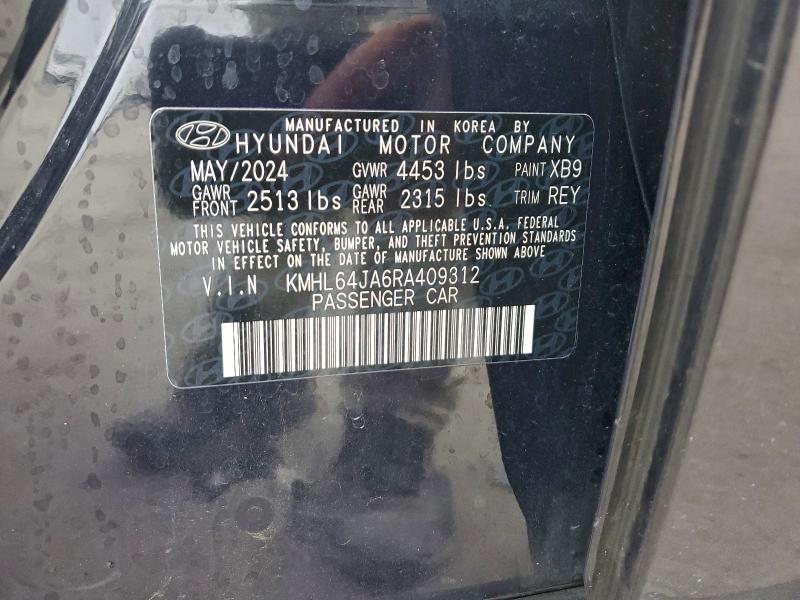 MANUFACTURED IN KOREA BY
HYUNDAI MOTOR COMPANY
MAY/2024 GVWR 4453 lbs PAINT XB9
GAWR FRONT 2513 lbs GAWR REAR 2315 lbs. TRIM REY
THIS VEHICLE CONFORMS TO ALL APPLICABLE U.S.A. FEDERAL
MOTOR VEHICLE SAFETY, BUMPER, AND THEFT PREVENTION STANDARDS
IN EFFECT ON THE DATE OF MANUFACTURE SHOWN ABOVE
V.I.N KMHL64JA6RA409312
PASSENGER CAR